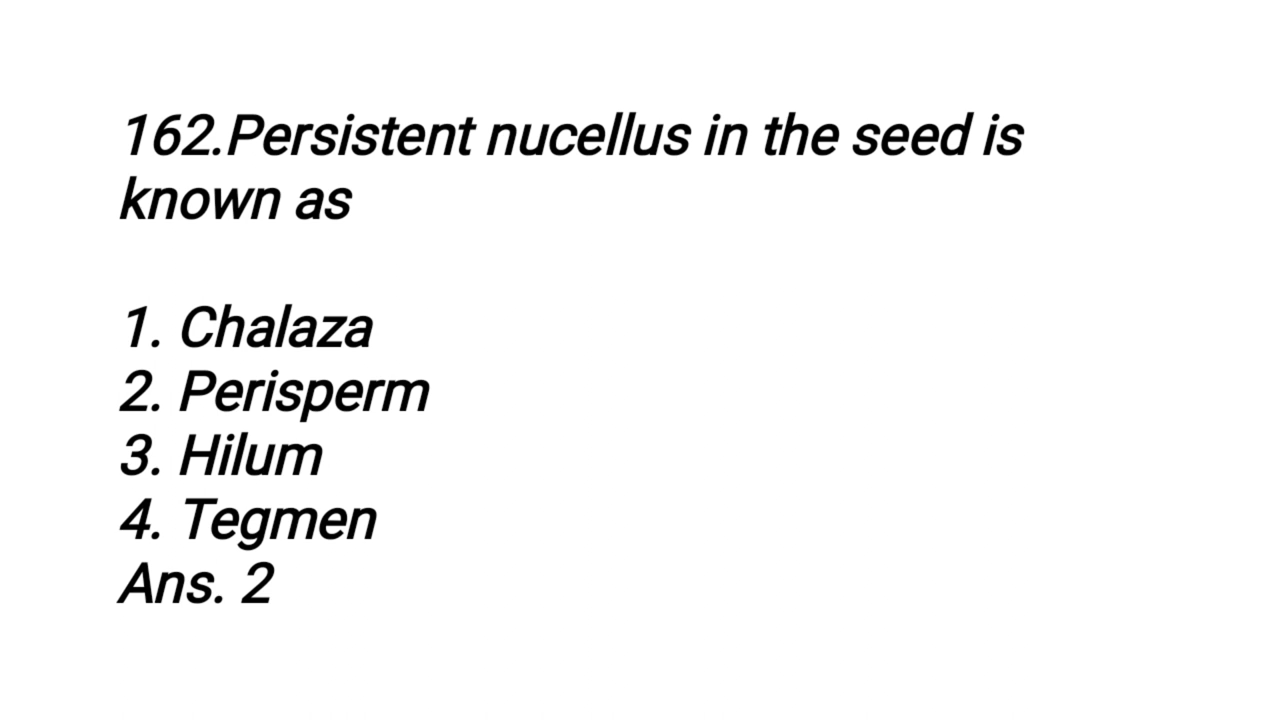 162.Persistent nucellus in the seed is
known as
1. Chalaza
2. Perisperm
3. Hilum
4. Tegmen
Ans. 2